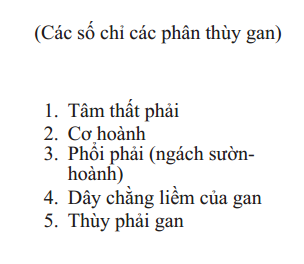 (Các số chỉ các phân thùy gan)
1. Tâm thất phải
2. Cơ hoành
3. Phổi phải (ngách sườn-
hoành)
4. Dây chằng liềm của gan
5. Thùy phải gan